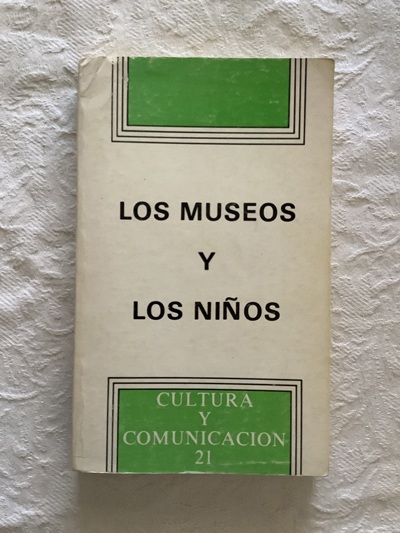 LOS MUSEOS
Y
LOS NIÑOS
CULTURA
Y
COMUNICACION
21